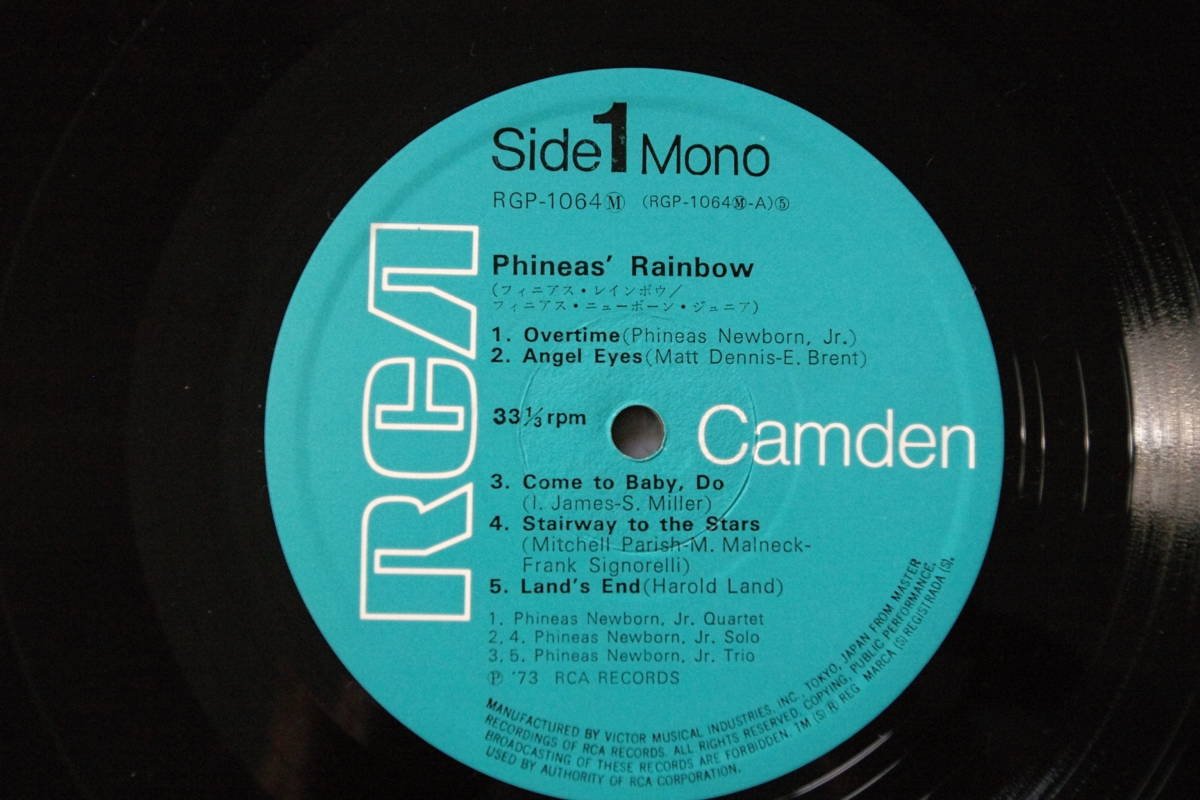 Side 1 Mono
RGP-1064Ⓜ (RGP-1064Ⓜ-A)⑤
RCA
Phineas' Rainbow
(フィニアス・レインボウ/
フィニアス・ニューボーン・ジュニア)
1. Overtime (Phineas Newborn, Jr.)
2. Angel Eyes (Matt Dennis-E. Brent)
33 1/3 rpm
Camden
3. Come to Baby, Do
(I. James-S. Miller)
4. Stairway to the Stars
(Mitchell Parish-M. Malneck-
Frank Signorelli)
5. Land's End (Harold Land)
1. Phineas Newborn, Jr. Quartet
2, 4. Phineas Newborn, Jr. Solo
3, 5. Phineas Newborn, Jr. Trio
Ⓟ '73 RCA RECORDS
MANUFACTURED BY VICTOR MUSICAL INDUSTRIES, INC., TOKYO, JAPAN FROM MASTER
RECORDINGS OF RCA RECORDS. ALL RIGHTS RESERVED. COPYING, PUBLIC PERFORMANCE,
BROADCASTING OF THESE RECORDS ARE FORBIDDEN. TM (S) ® REG. MARCA (S) REGISTRADA (S).
USED BY AUTHORITY OF RCA CORPORATION.